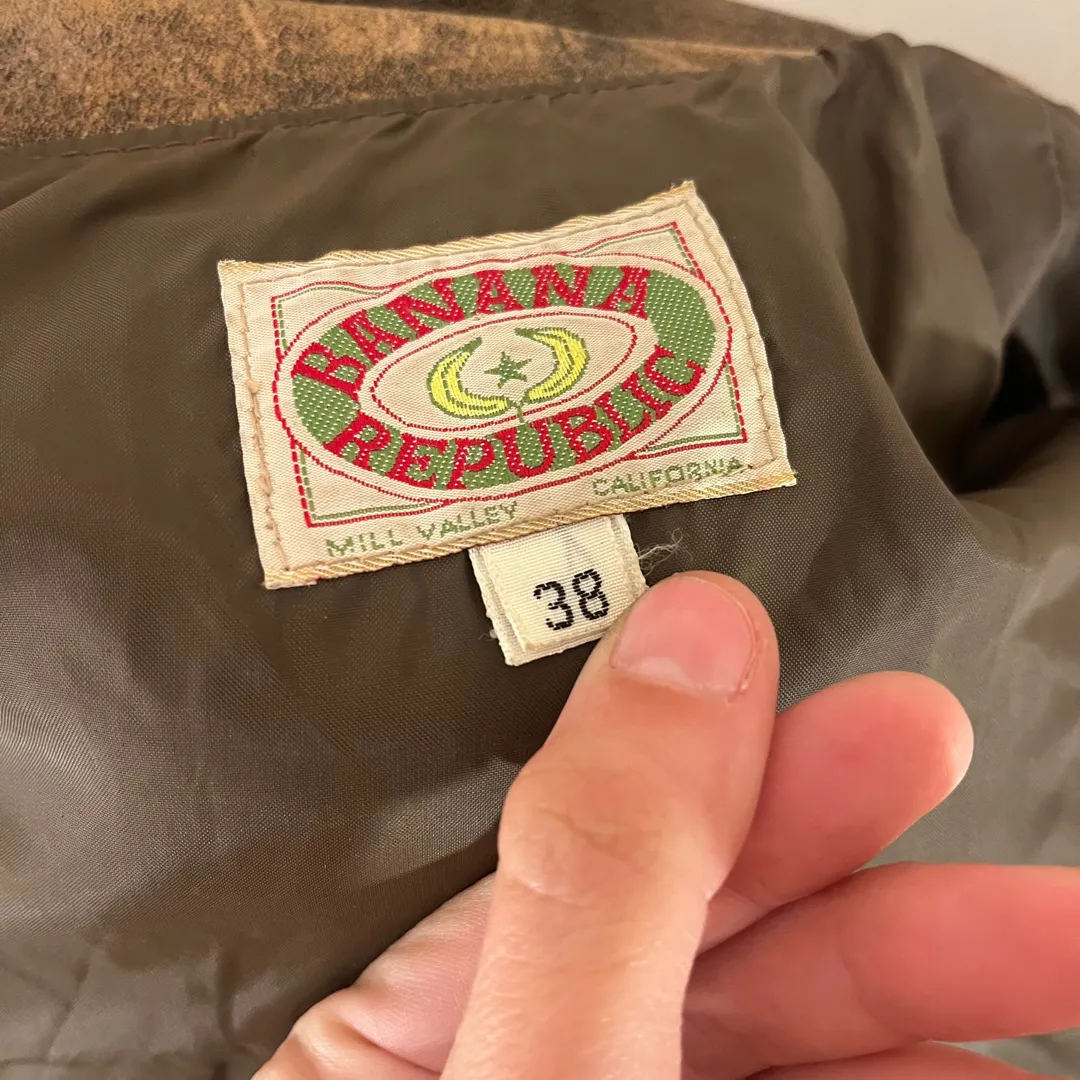 BANANA
REPUBLIC
MILL VALLEY CALIFORNIA.
38